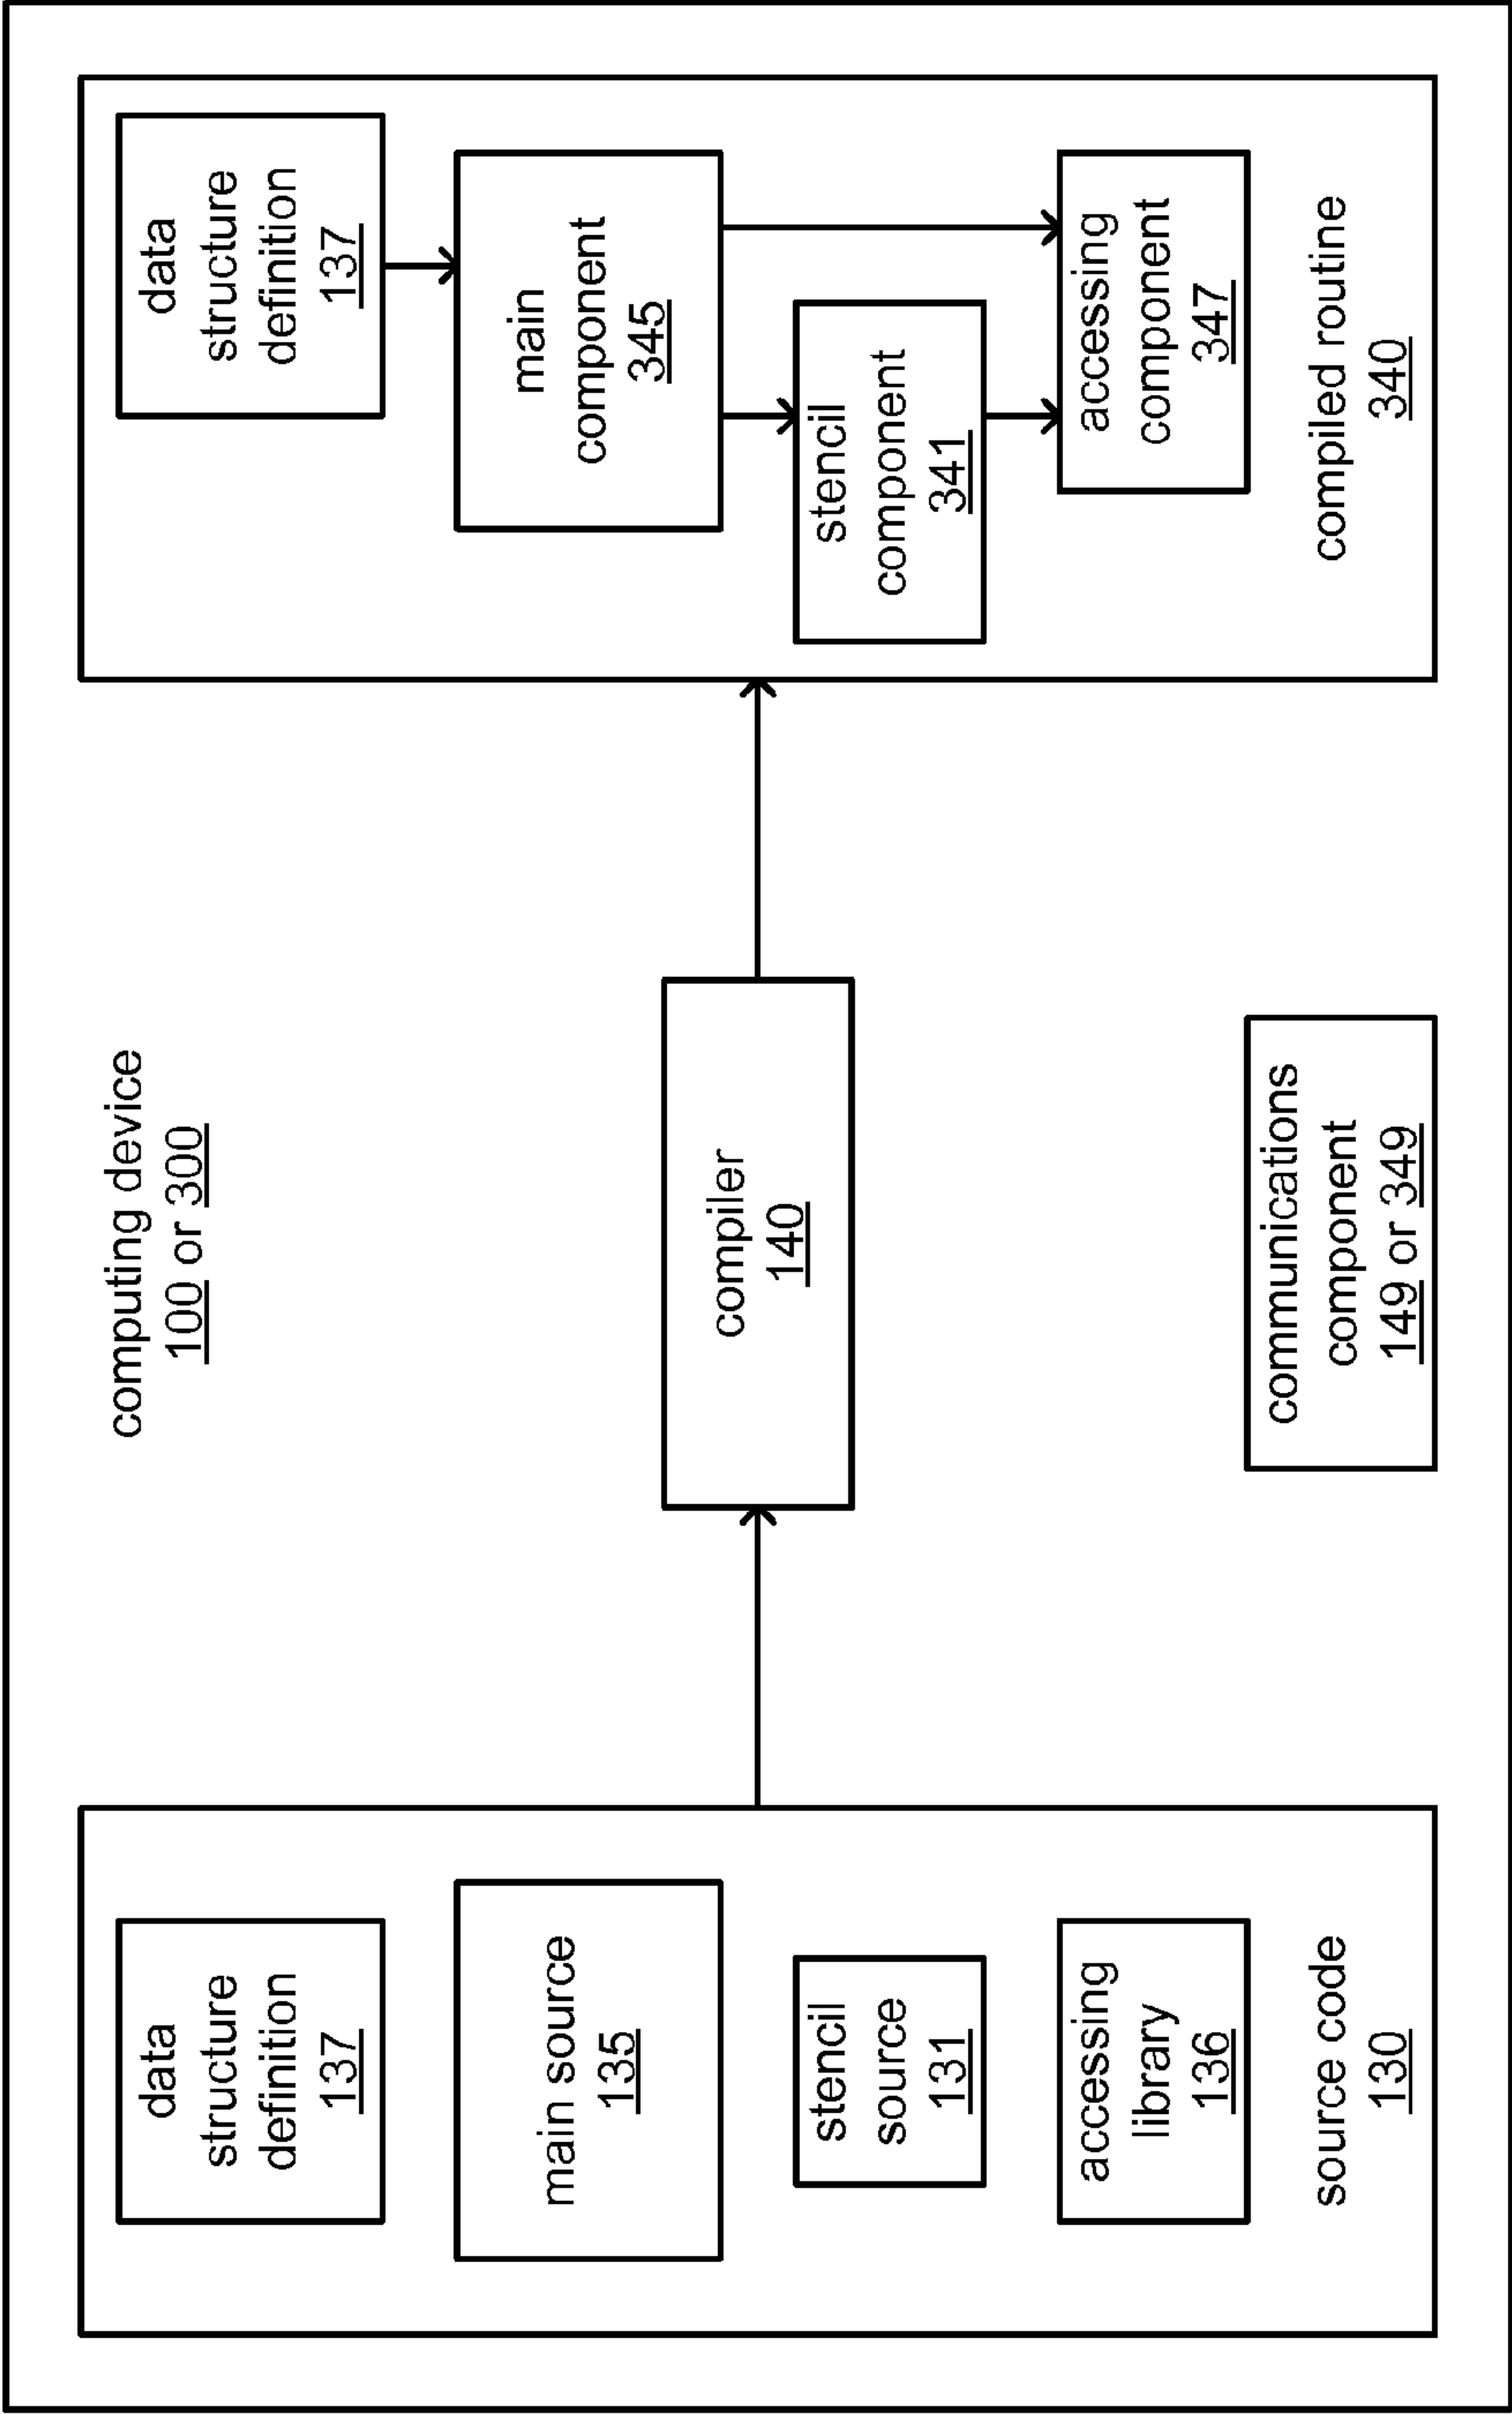 computing device
100 or 300
data
structure
definition
137
main source
135
stencil
source
131
accessing
library
136
source code
130
compiler
140
communications
component
149 or 349
data
structure
definition
137
main
component
345
stencil
component
341
accessing
component
347
compiled routine
340